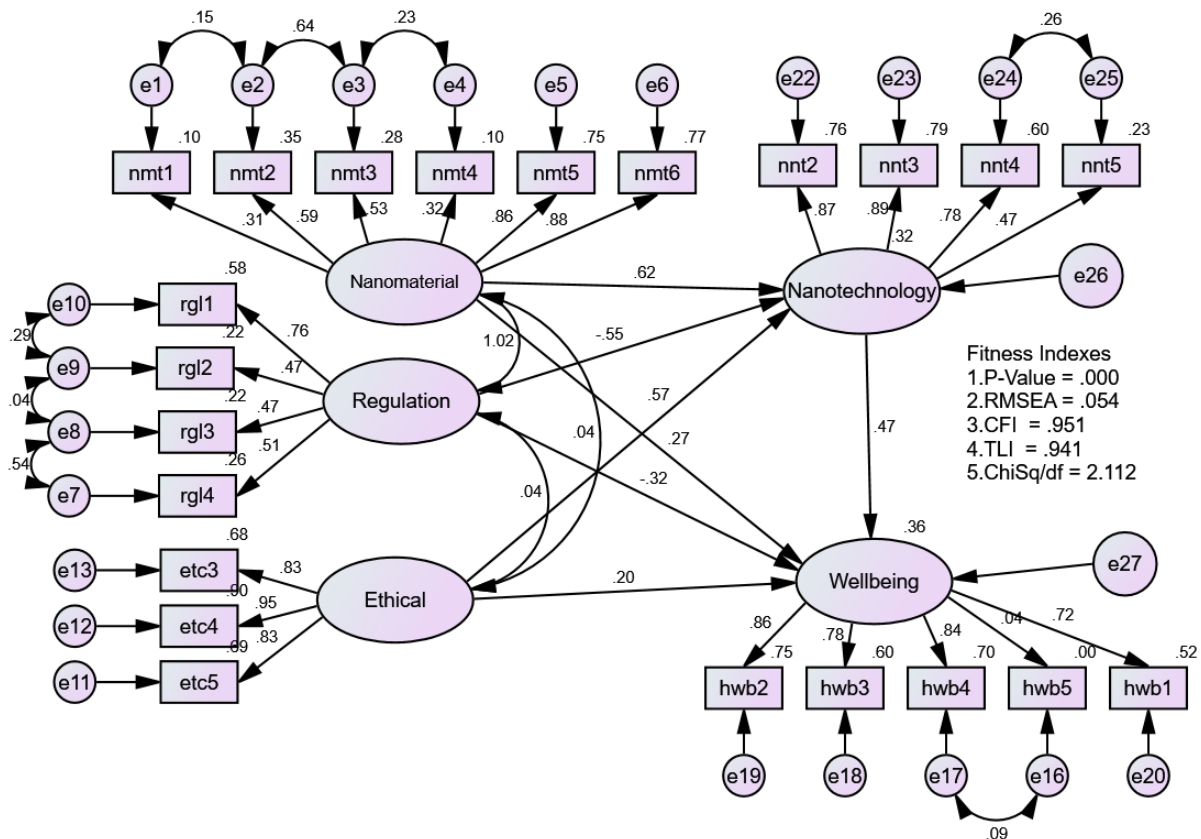 .15
.64
.23
.26
e1
e2
e3
e4
e5
e6
e22
e23
e24
e25
.10
.35
.28
.10
.75
.77
.76
.79
.60
.23
nmt1
nmt2
nmt3
nmt4
nmt5
nmt6
nnt2
nnt3
nnt4
nnt5
.31
.59
.53
.32
.86
.88
.87
.89
.78
.47
.32
Nanomaterial
.62
Nanotechnology
e26
.58
e10
rgl1
.76
.29
.22
1.02
-.55
e9
rgl2
.47
.04
.22
Regulation
.57
e8
rgl3
.47
.04
.27
.47
.51
.54
.26
-.32
e7
rgl4
.04
Fitness Indexes
1.P-Value = .000
2.RMSEA = .054
3.CFI = .951
4.TLI = .941
5.ChiSq/df = 2.112
.68
.36
e13
etc3
.83
.90
.95
e12
etc4
Ethical
.20
Wellbeing
e27
.69
.83
e11
etc5
.86
.78
.84
.04
.72
.75
.60
.70
.00
.52
hwb2
hwb3
hwb4
hwb5
hwb1
e19
e18
e17
e16
e20
.09